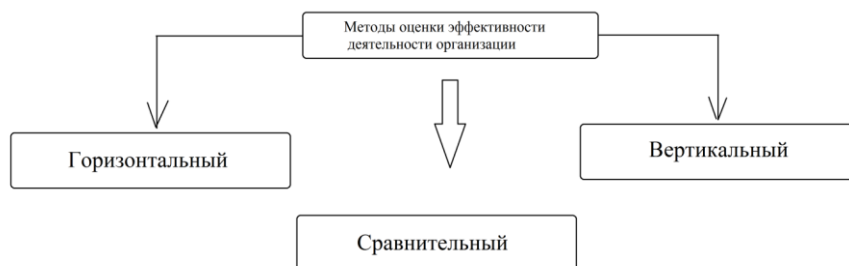 Методы оценки эффективности
деятельности организации
Горизонтальный
Вертикальный
Сравнительный